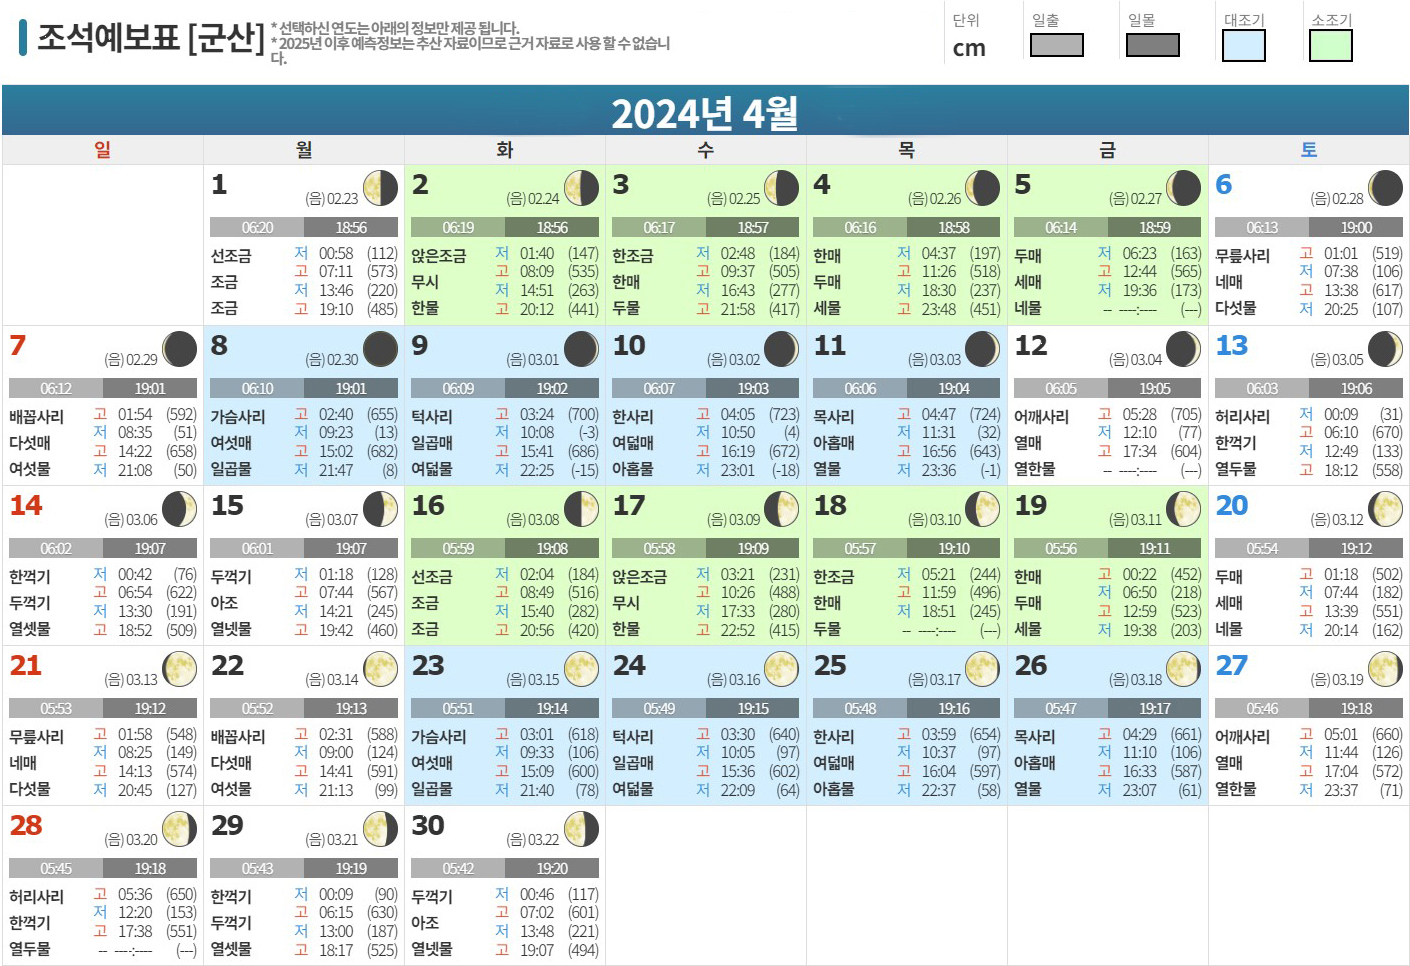 조석예보표 [군산]
* 선택하신 연도는 아래의 정보만 제공 됩니다.
* 2025년 이후 예측정보는 추산 자료이므로 근거 자료로 사용 할 수 없습니
다.
단위 일출 일몰 대조기 소조기
cm
2024년 4월
일 월 화 수 목 금 토
1 (음) 02.23
06:20 18:56
선조금
조금
조금
저 00:58 (112)
고 07:11 (573)
저 13:46 (220)
고 19:10 (485)
2 (음) 02.24
06:19 18:56
앉은조금
무시
한물
저 01:40 (147)
고 08:09 (535)
저 14:51 (263)
고 20:12 (441)
3 (음) 02.25
06:17 18:57
한조금
한매
두물
저 02:48 (184)
고 09:37 (505)
저 16:43 (277)
고 21:58 (417)
4 (음) 02.26
06:16 18:58
한매
두매
세물
저 04:37 (197)
고 11:26 (518)
저 18:30 (237)
고 23:48 (451)
5 (음) 02.27
06:14 18:59
두매
세매
네물
저 06:23 (163)
고 12:44 (565)
저 19:36 (173)
-- ----:---- (---)
6 (음) 02.28
06:13 19:00
무릎사리
네매
다섯물
고 01:01 (519)
저 07:38 (106)
고 13:38 (617)
저 20:25 (107)
7 (음) 02.29
06:12 19:01
배꼽사리
다섯매
여섯물
고 01:54 (592)
저 08:35 (51)
고 14:22 (658)
저 21:08 (50)
8 (음) 02.30
06:10 19:01
가슴사리
여섯매
일곱물
고 02:40 (655)
저 09:23 (13)
고 15:02 (682)
저 21:47 (8)
9 (음) 03.01
06:09 19:02
턱사리
일곱매
여덟물
고 03:24 (700)
저 10:08 (-3)
고 15:41 (686)
저 22:25 (-15)
10 (음) 03.02
06:07 19:03
한사리
여덟매
아홉물
고 04:05 (723)
저 10:50 (4)
고 16:19 (672)
저 23:01 (-18)
11 (음) 03.03
06:06 19:04
목사리
아홉매
열물
고 04:47 (724)
저 11:31 (32)
고 16:56 (643)
저 23:36 (-1)
12 (음) 03.04
06:05 19:05
어깨사리
열매
열한물
고 05:28 (705)
저 12:10 (77)
고 17:34 (604)
-- ----:---- (---)
13 (음) 03.05
06:03 19:06
허리사리
한꺽기
열두물
저 00:09 (31)
고 06:10 (670)
저 12:49 (133)
고 18:12 (558)
14 (음) 03.06
06:02 19:07
한꺽기
두꺽기
열셋물
저 00:42 (76)
고 06:54 (622)
저 13:30 (191)
고 18:52 (509)
15 (음) 03.07
06:01 19:07
두꺽기
아조
열넷물
저 01:18 (128)
고 07:44 (567)
저 14:21 (245)
고 19:42 (460)
16 (음) 03.08
05:59 19:08
선조금
조금
조금
저 02:04 (184)
고 08:49 (516)
저 15:40 (282)
고 20:56 (420)
17 (음) 03.09
05:58 19:09
앉은조금
무시
한물
저 03:21 (231)
고 10:26 (488)
저 17:33 (280)
고 22:52 (415)
18 (음) 03.10
05:57 19:10
한조금
한매
두물
저 05:21 (244)
고 11:59 (496)
저 18:51 (245)
-- ----:---- (---)
19 (음) 03.11
05:56 19:11
한매
두매
세물
고 00:22 (452)
저 06:50 (218)
고 12:59 (523)
저 19:38 (203)
20 (음) 03.12
05:54 19:12
두매
세매
네물
고 01:18 (502)
저 07:44 (182)
고 13:39 (551)
저 20:14 (162)
21 (음) 03.13
05:53 19:12
무릎사리
네매
다섯물
고 01:58 (548)
저 08:25 (149)
고 14:13 (574)
저 20:45 (127)
22 (음) 03.14
05:52 19:13
배꼽사리
다섯매
여섯물
고 02:31 (588)
저 09:00 (124)
고 14:41 (591)
저 21:13 (99)
23 (음) 03.15
05:51 19:14
가슴사리
여섯매
일곱물
고 03:01 (618)
저 09:33 (106)
고 15:09 (600)
저 21:40 (78)
24 (음) 03.16
05:49 19:15
턱사리
일곱매
여덟물
고 03:30 (640)
저 10:05 (97)
고 15:36 (602)
저 22:09 (64)
25 (음) 03.17
05:48 19:16
한사리
여덟매
아홉물
고 03:59 (654)
저 10:37 (97)
고 16:04 (597)
저 22:37 (58)
26 (음) 03.18
05:47 19:17
목사리
아홉매
열물
고 04:29 (661)
저 11:10 (106)
고 16:33 (587)
저 23:07 (61)
27 (음) 03.19
05:46 19:18
어깨사리
열매
열한물
고 05:01 (660)
저 11:44 (126)
고 17:04 (572)
저 23:37 (71)
28 (음) 03.20
05:45 19:18
허리사리
한꺽기
열두물
고 05:36 (650)
저 12:20 (153)
고 17:38 (551)
-- ----:---- (---)
29 (음) 03.21
05:43 19:19
한꺽기
두꺽기
열셋물
저 00:09 (90)
고 06:15 (630)
저 13:00 (187)
고 18:17 (525)
30 (음) 03.22
05:42 19:20
두꺽기
아조
열넷물
저 00:46 (117)
고 07:02 (601)
저 13:48 (221)
고 19:07 (494)